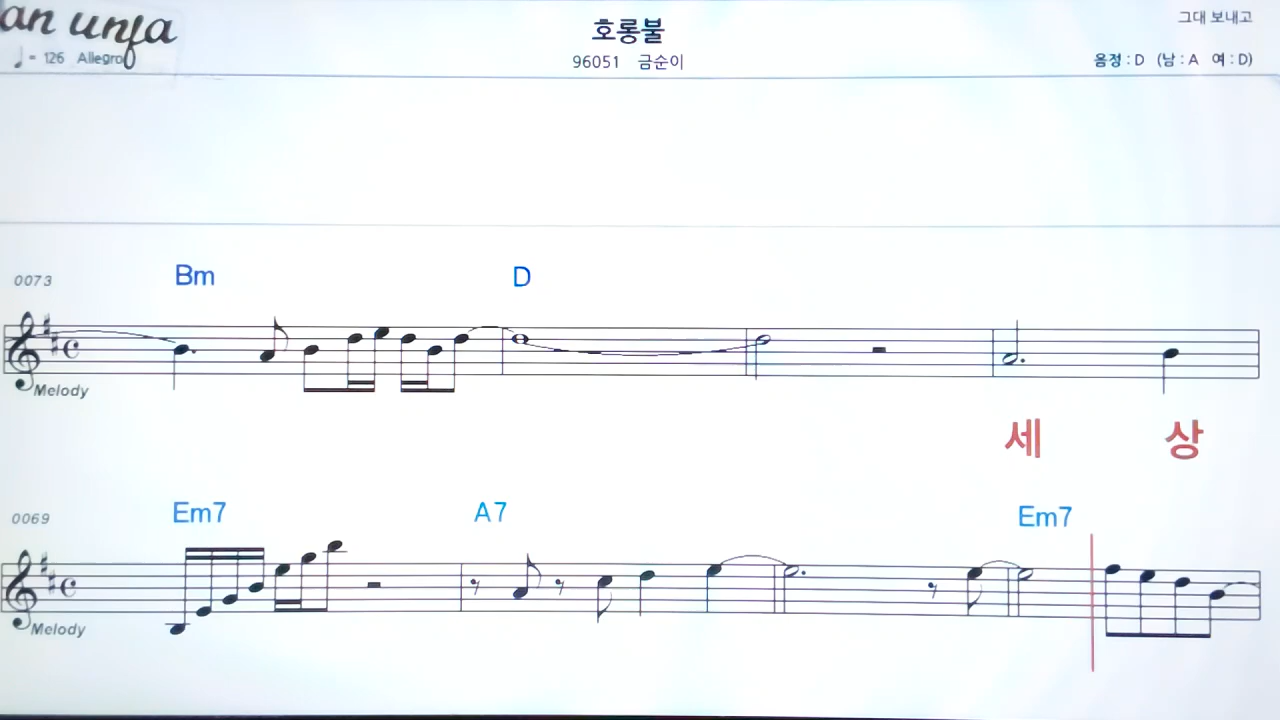 an unja
♩= 126 Allegro
호롱불
96051 금순이
그대 보내고
음정 : D (남 : A 여 : D)
0073
Bm D
Melody
세 상
0069
Em7 A7 Em7
Melody